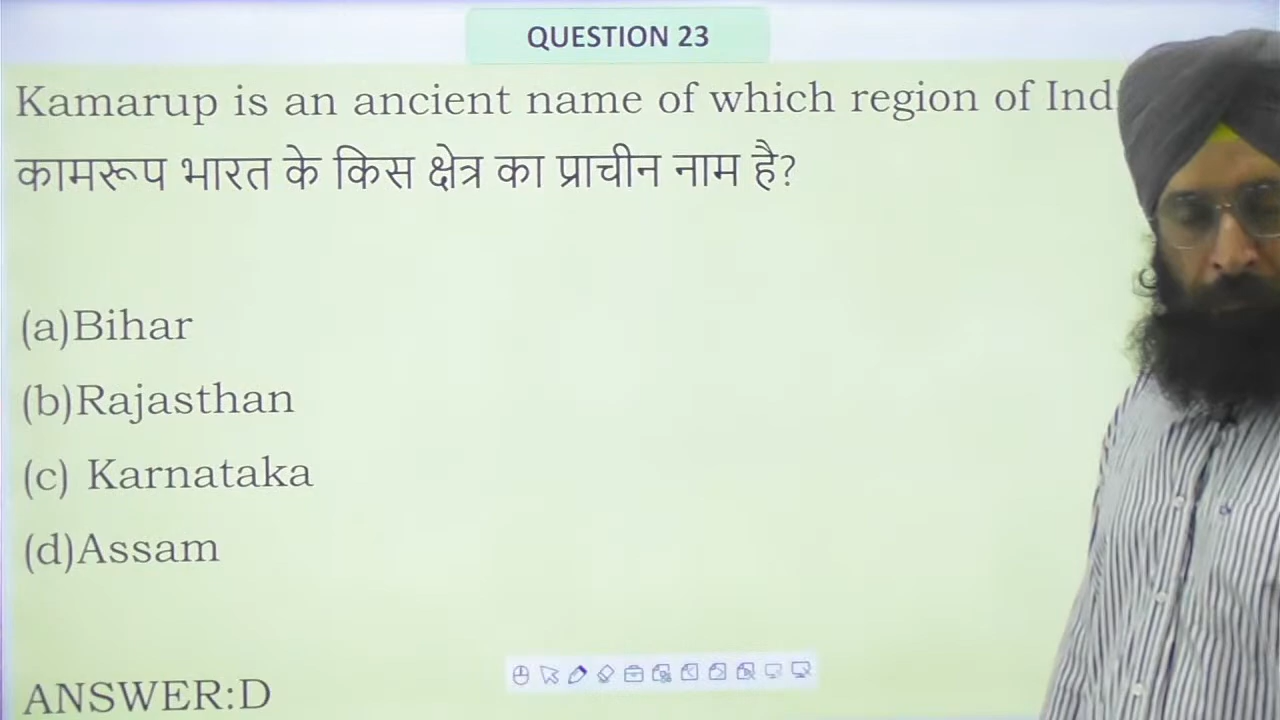 QUESTION 23
Kamarup is an ancient name of which region of Ind
कामरूप भारत के किस क्षेत्र का प्राचीन नाम है?
(a)Bihar
(b)Rajasthan
(c) Karnataka
(d)Assam
ANSWER:D